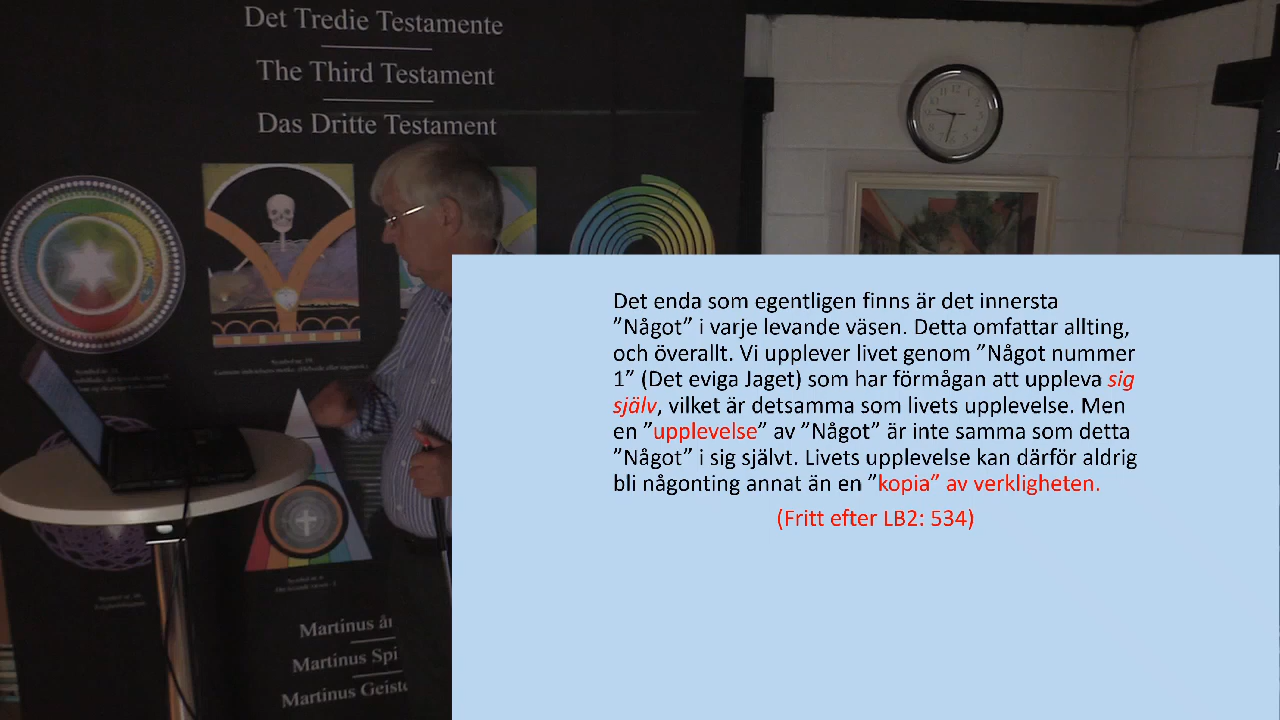 Det Tredie Testamente
The Third Testament
Das Dritte Testament
Det enda som egentligen finns är det innersta
”Något” i varje levande väsen. Detta omfattar allting,
och överallt. Vi upplever livet genom ”Något nummer
1” (Det eviga Jaget) som har förmågan att uppleva sig
själv, vilket är detsamma som livets upplevelse. Men
en ”upplevelse” av ”Något” är inte samma som detta
”Något” i sig självt. Livets upplevelse kan därför aldrig
bli någonting annat än en ”kopia” av verkligheten.
(Fritt efter LB2: 534)
Martinus
Martinus
Martinus